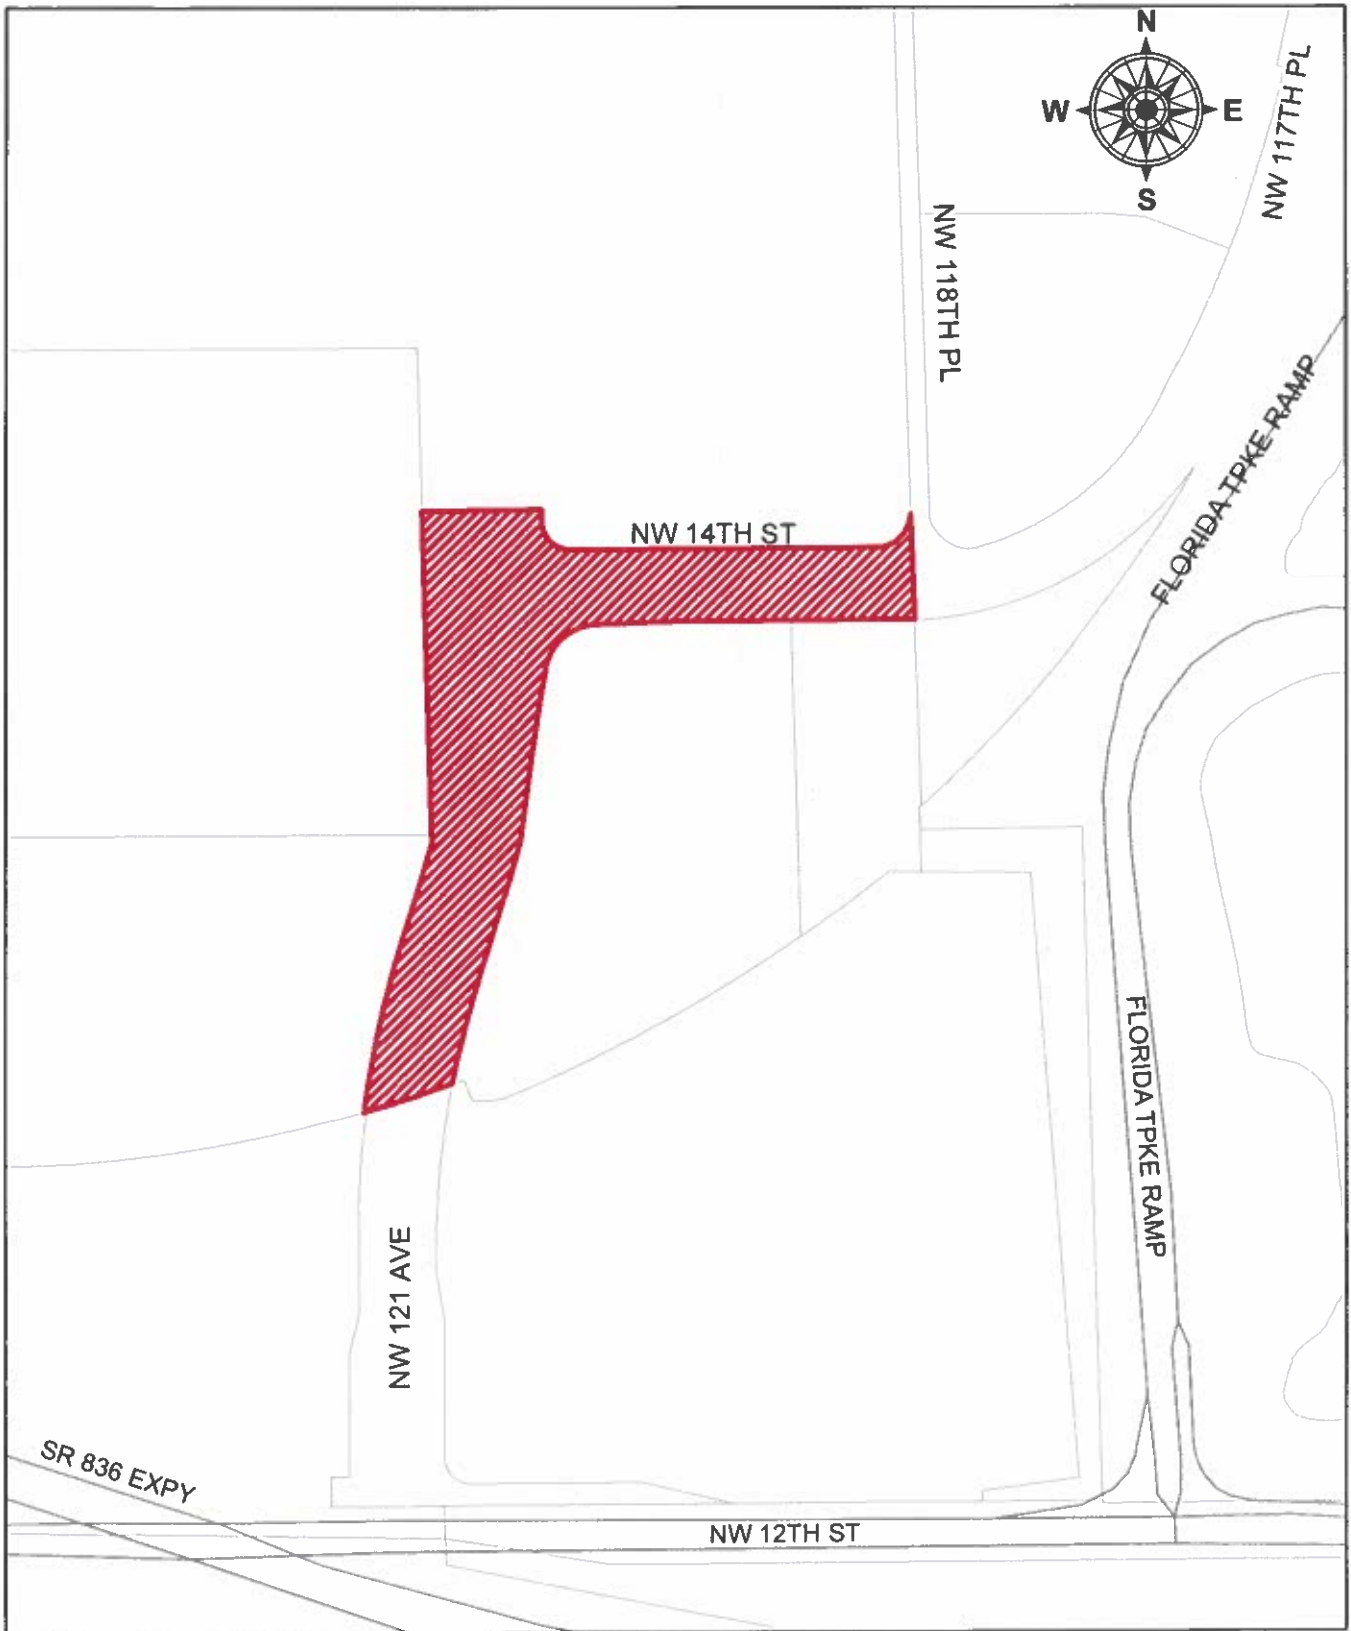 N
W E
S
NW 117TH PL
NW 118TH PL
FLORIDA TPKE RAMP
NW 14TH ST
FLORIDA TPKE RAMP
NW 121 AVE
SR 836 EXPY
NW 12TH ST